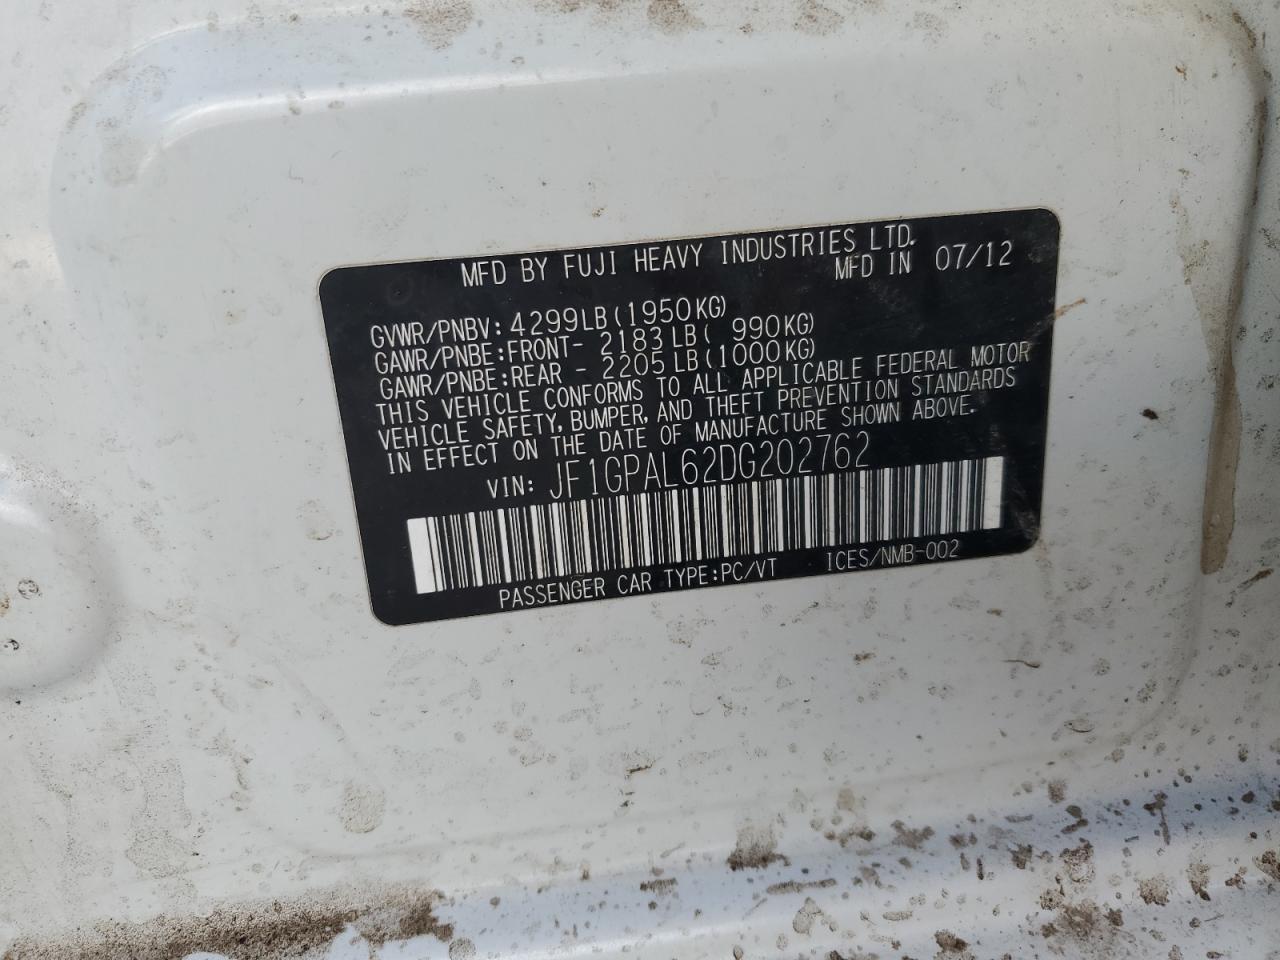 MFD BY FUJI HEAVY INDUSTRIES LTD.
MFD IN 07/12
GVWR/PNBV: 4299LB(1950KG)
GAWR/PNBE:FRONT- 2183LB( 990KG)
GAWR/PNBE:REAR - 2205LB(1000KG)
THIS VEHICLE CONFORMS TO ALL APPLICABLE FEDERAL MOTOR
VEHICLE SAFETY, BUMPER, AND THEFT PREVENTION STANDARDS
IN EFFECT ON THE DATE OF MANUFACTURE SHOWN ABOVE.
VIN: JF1GPAL62DG202762
PASSENGER CAR TYPE:PC/VT ICES/NMB-002